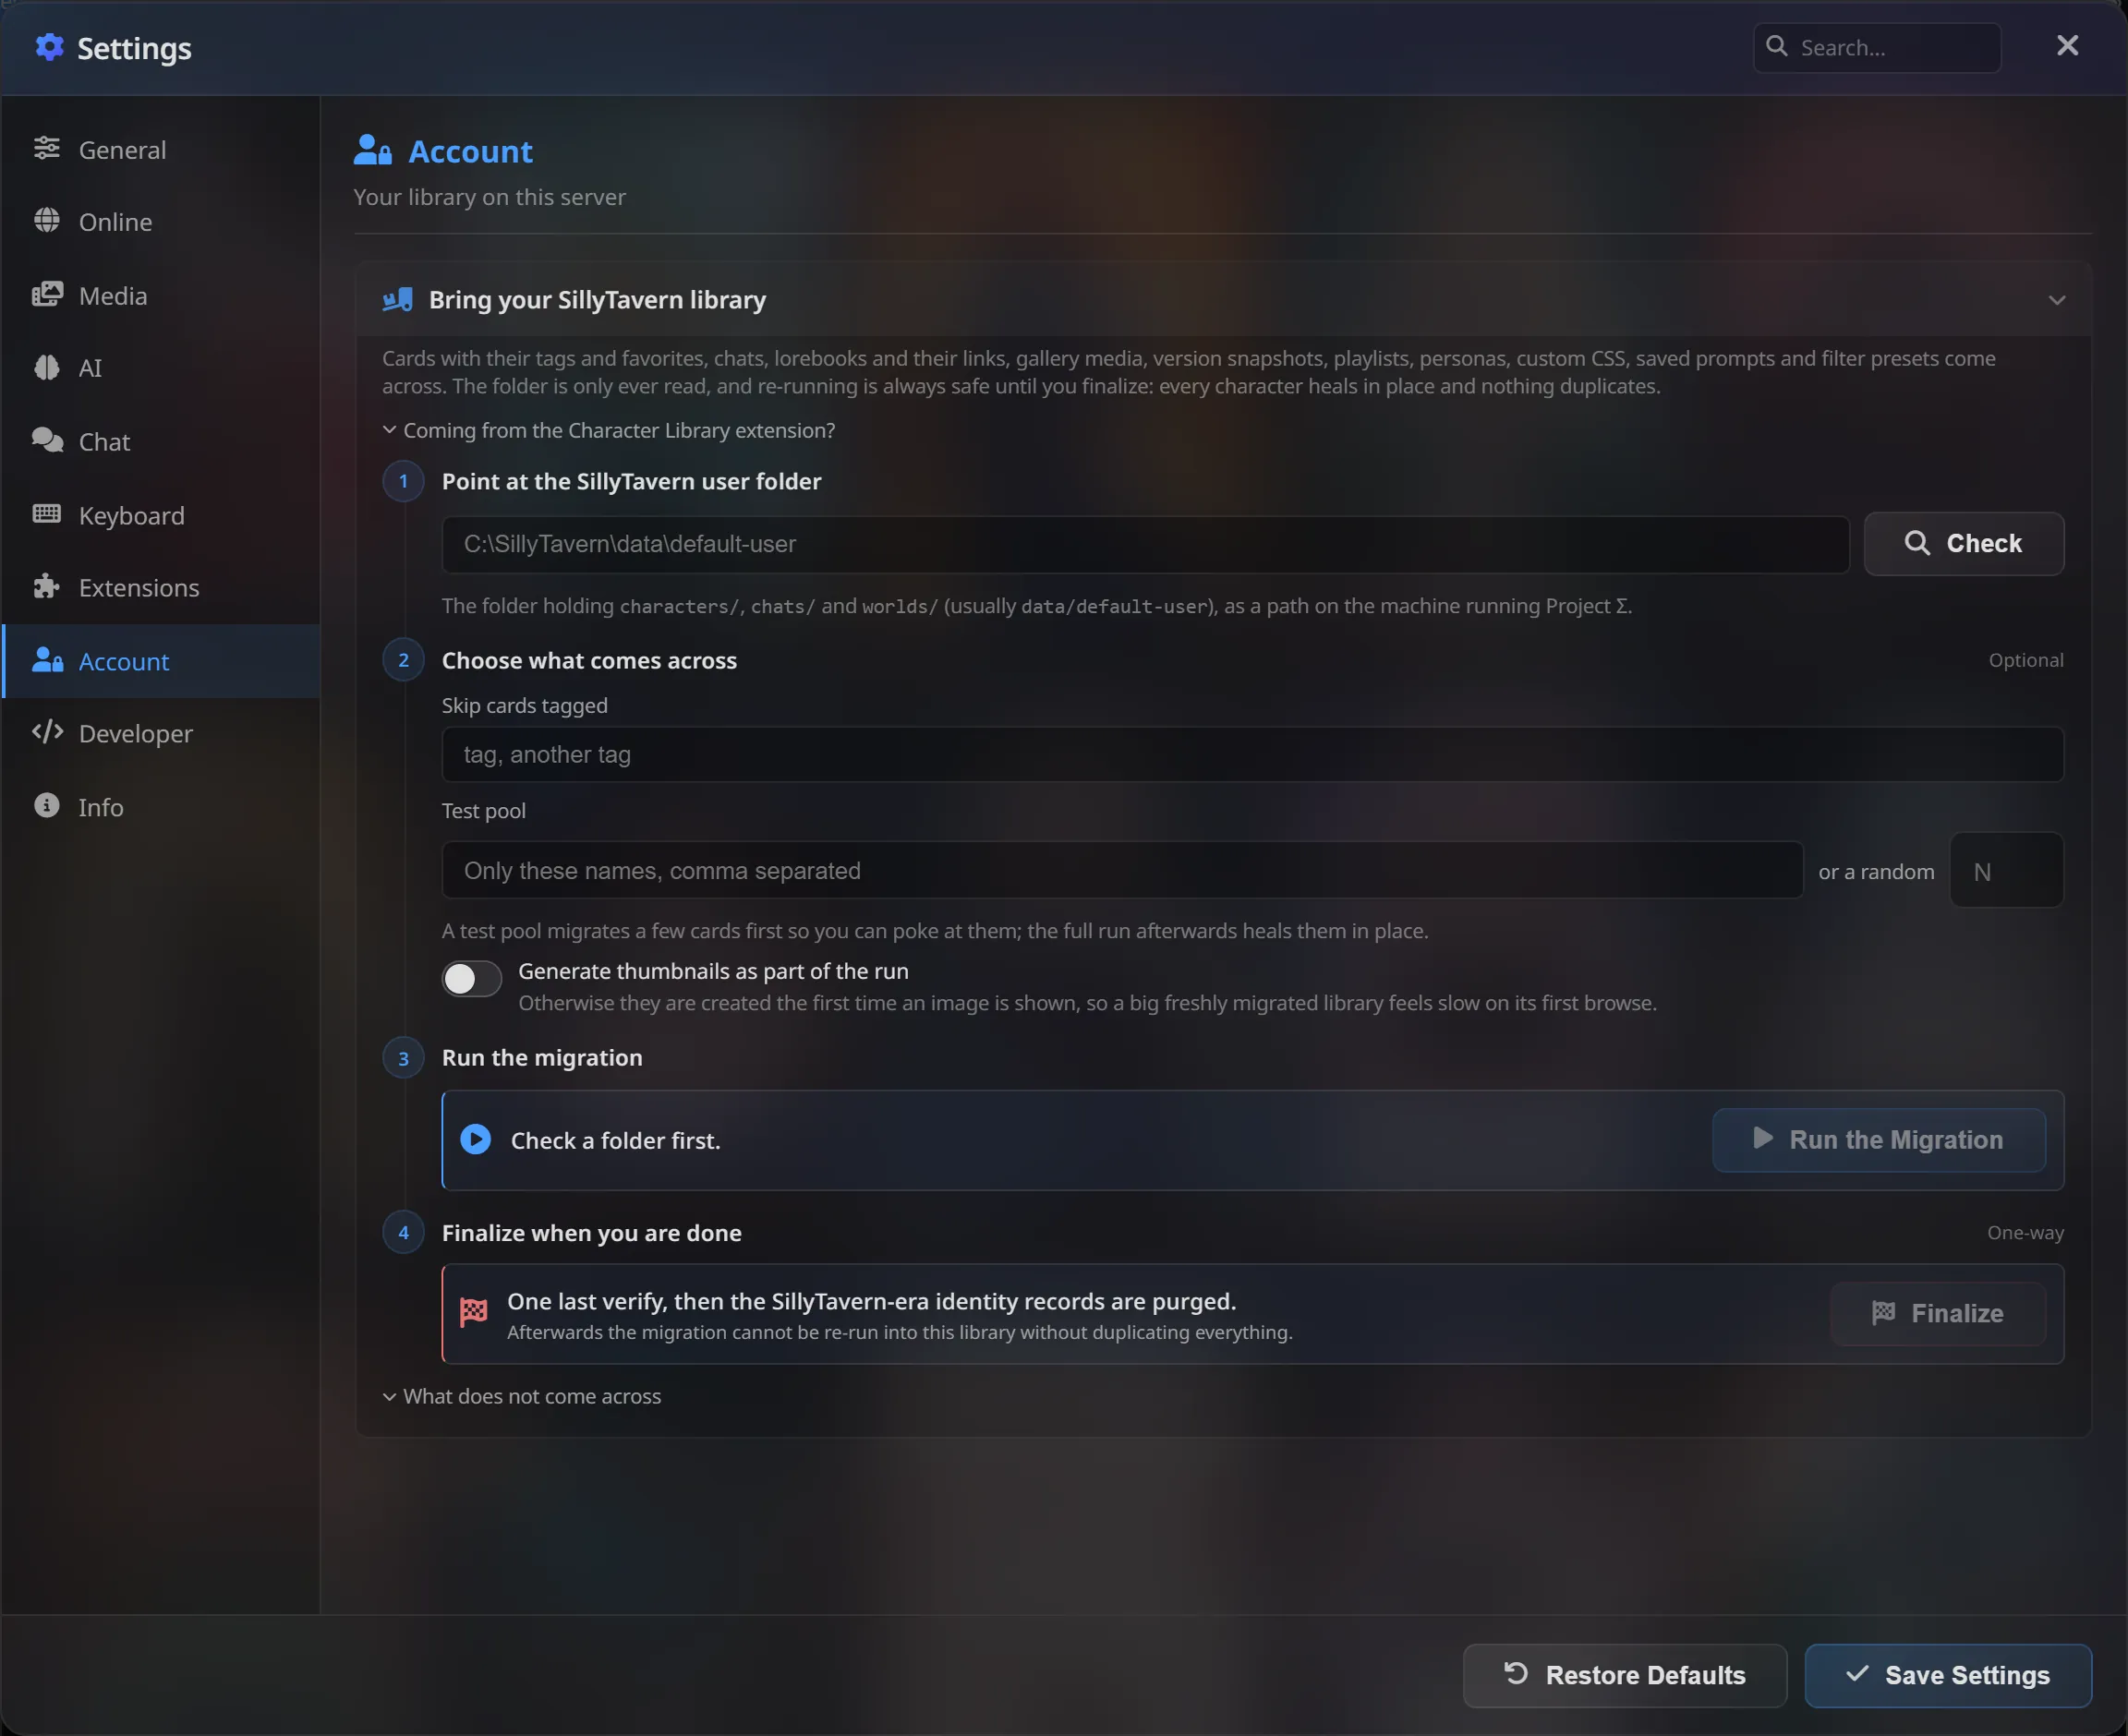 Settings
Search...
General
Online
Media
AI
Chat
Keyboard
Extensions
Account
Developer
Info
Account
Your library on this server
Bring your SillyTavern library
Cards with their tags and favorites, chats, lorebooks and their links, gallery media, version snapshots, playlists, personas, custom CSS, saved prompts and filter presets come
across. The folder is only ever read, and re-running is always safe until you finalize: every character heals in place and nothing duplicates.
Coming from the Character Library extension?
1 Point at the SillyTavern user folder
C:\SillyTavern\data\default-user
Check
The folder holding characters/, chats/ and worlds/ (usually data/default-user), as a path on the machine running Project Σ.
2 Choose what comes across Optional
Skip cards tagged
tag, another tag
Test pool
Only these names, comma separated or a random N
A test pool migrates a few cards first so you can poke at them; the full run afterwards heals them in place.
Generate thumbnails as part of the run
Otherwise they are created the first time an image is shown, so a big freshly migrated library feels slow on its first browse.
3 Run the migration
Check a folder first. Run the Migration
4 Finalize when you are done One-way
One last verify, then the SillyTavern-era identity records are purged.
Afterwards the migration cannot be re-run into this library without duplicating everything.
Finalize
What does not come across
Restore Defaults
Save Settings